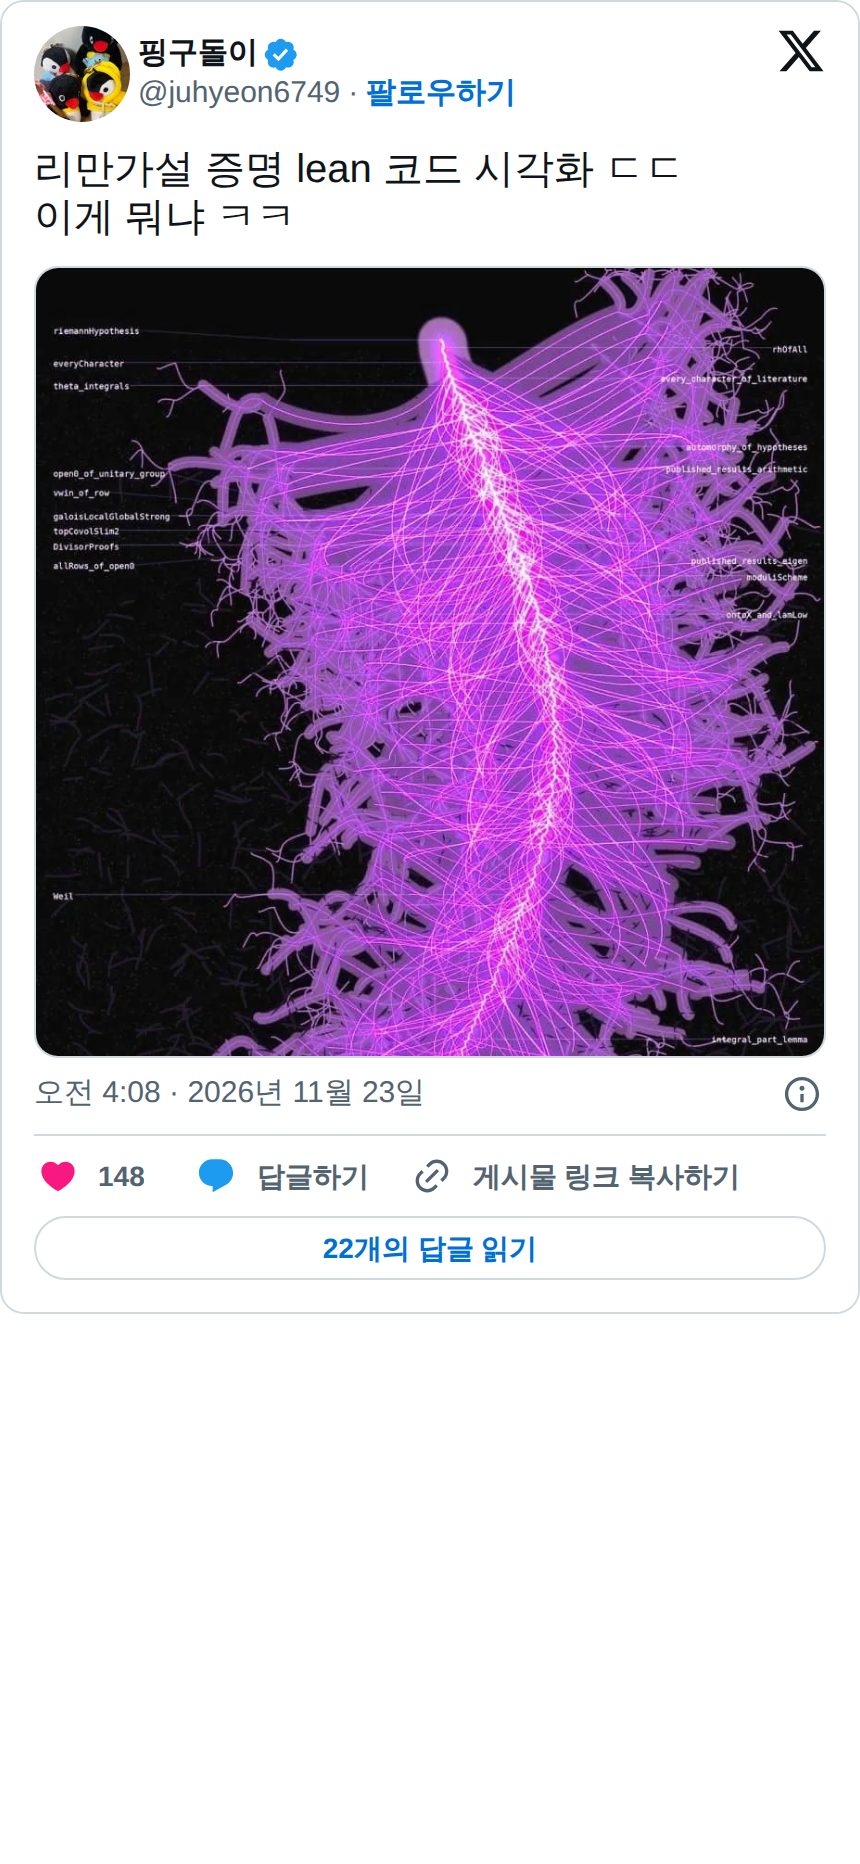 핑구돌이
@juhyeon6749 · 팔로우하기
리만가설 증명 lean 코드 시각화 ㄷㄷ
이게 뭐냐 ㅋㅋ
riemannHypothesis
rhOfAll
everyCharacter
every_character_of_literature
theta_integrals
automorphy_of_hypotheses
published_results_arithmetic
open0_of_unitary_group
vwin_of_row
galoisLocalGlobalStrong
topCovolSlim2
DivisorProofs
published_results_eigen
allRows_of_open0
moduliScheme
ontoX_and_lamLow
Weil
integral_part_lemma
오전 4:08 · 2026년 11월 23일
148 답글하기 게시물 링크 복사하기
22개의 답글 읽기